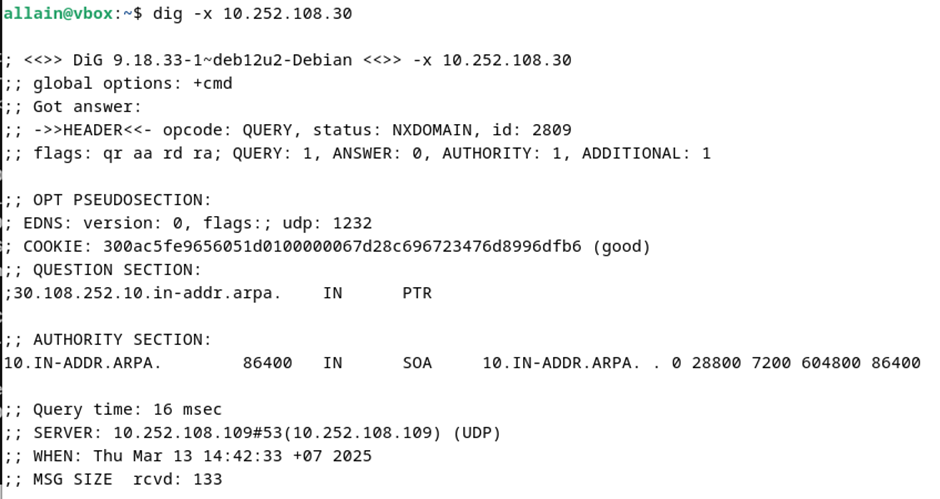 allain@vbox:~$ dig -x 10.252.108.30
; <<>> DiG 9.18.33-1~deb12u2-Debian <<>> -x 10.252.108.30
;; global options: +cmd
;; Got answer:
;; ->>HEADER<<- opcode: QUERY, status: NXDOMAIN, id: 2809
;; flags: qr aa rd ra; QUERY: 1, ANSWER: 0, AUTHORITY: 1, ADDITIONAL: 1
;; OPT PSEUDOSECTION:
; EDNS: version: 0, flags:; udp: 1232
; COOKIE: 300ac5fe9656051d0100000067d28c696723476d8996dfb6 (good)
;; QUESTION SECTION:
;30.108.252.10.in-addr.arpa. IN PTR
;; AUTHORITY SECTION:
10.IN-ADDR.ARPA. 86400 IN SOA 10.IN-ADDR.ARPA. . 0 28800 7200 604800 86400
;; Query time: 16 msec
;; SERVER: 10.252.108.109#53(10.252.108.109) (UDP)
;; WHEN: Thu Mar 13 14:42:33 +07 2025
;; MSG SIZE rcvd: 133